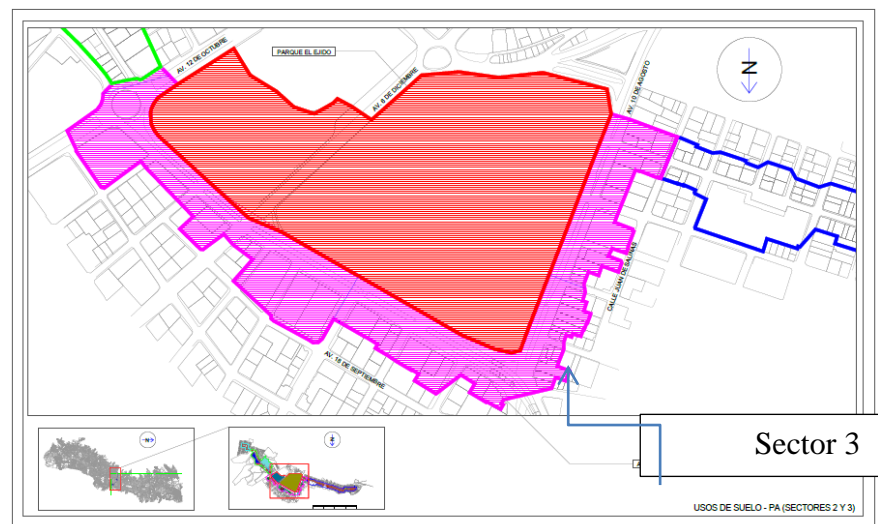 AV. 12 DE OCTUBRE
PARQUE EL EJIDO
AV. 6 DE DICIEMBRE
AV. 10 DE AGOSTO
N
CALLE JUAN DE SALINAS
AV. 18 DE SEPTIEMBRE
N
Sector 3
USOS DE SUELO - PA (SECTORES 2 Y 3)